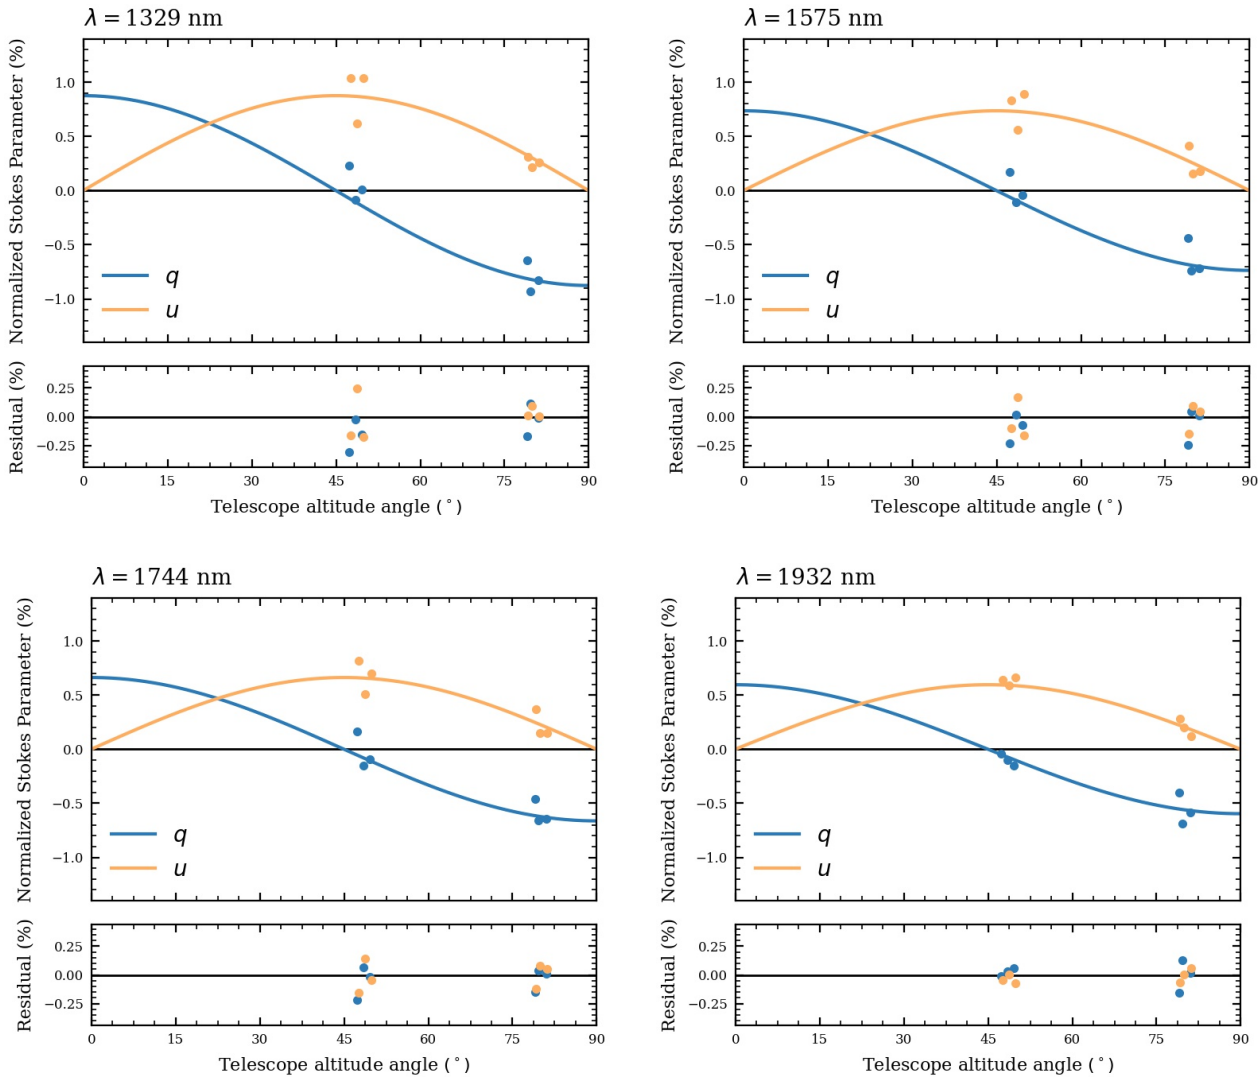 λ = 1329 nm
Normalized Stokes Parameter (%)
1.0
0.5
0.0
−0.5
−1.0
q
u
Residual (%)
0.25
0.00
−0.25
0 15 30 45 60 75 90
Telescope altitude angle (°)
λ = 1575 nm
Normalized Stokes Parameter (%)
1.0
0.5
0.0
−0.5
−1.0
q
u
Residual (%)
0.25
0.00
−0.25
0 15 30 45 60 75 90
Telescope altitude angle (°)
λ = 1744 nm
Normalized Stokes Parameter (%)
1.0
0.5
0.0
−0.5
−1.0
q
u
Residual (%)
0.25
0.00
−0.25
0 15 30 45 60 75 90
Telescope altitude angle (°)
λ = 1932 nm
Normalized Stokes Parameter (%)
1.0
0.5
0.0
−0.5
−1.0
q
u
Residual (%)
0.25
0.00
−0.25
0 15 30 45 60 75 90
Telescope altitude angle (°)